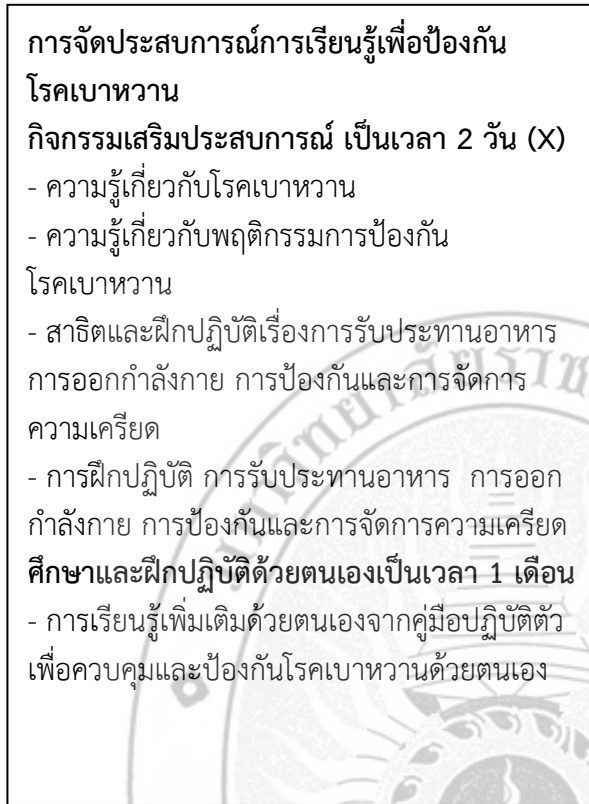 การจัดประสบการณ์การเรียนรู้เพื่อป้องกัน
โรคเบาหวาน
กิจกรรมเสริมประสบการณ์ เป็นเวลา 2 วัน (X)
- ความรู้เกี่ยวกับโรคเบาหวาน
- ความรู้เกี่ยวกับพฤติกรรมการป้องกัน
โรคเบาหวาน
- สาธิตและฝึกปฏิบัติเรื่องการรับประทานอาหาร
การออกกำลังกาย การป้องกันและการจัดการ
ความเครียด
- การฝึกปฏิบัติ การรับประทานอาหาร การออก
กำลังกาย การป้องกันและการจัดการความเครียด
ศึกษาและฝึกปฏิบัติด้วยตนเองเป็นเวลา 1 เดือน
- การเรียนรู้เพิ่มเติมด้วยตนเองจากคู่มือปฏิบัติตัว
เพื่อควบคุมและป้องกันโรคเบาหวานด้วยตนเอง